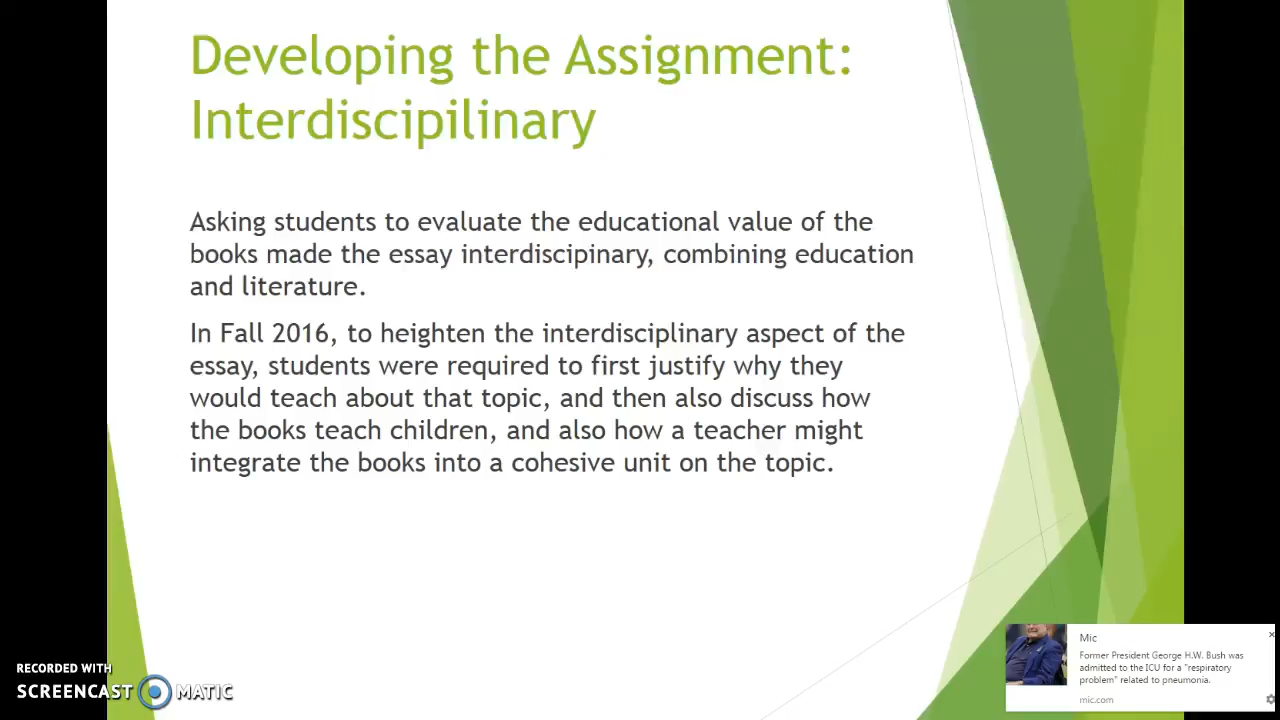 Developing the Assignment:
Interdiscipilinary
Asking students to evaluate the educational value of the
books made the essay interdiscipinary, combining education
and literature.
In Fall 2016, to heighten the interdisciplinary aspect of the
essay, students were required to first justify why they
would teach about that topic, and then also discuss how
the books teach children, and also how a teacher might
integrate the books into a cohesive unit on the topic.
RECORDED WITH
SCREENCAST MATIC
Mic
Former President George H.W. Bush was
admitted to the ICU for a "respiratory
problem" related to pneumonia.
mic.com